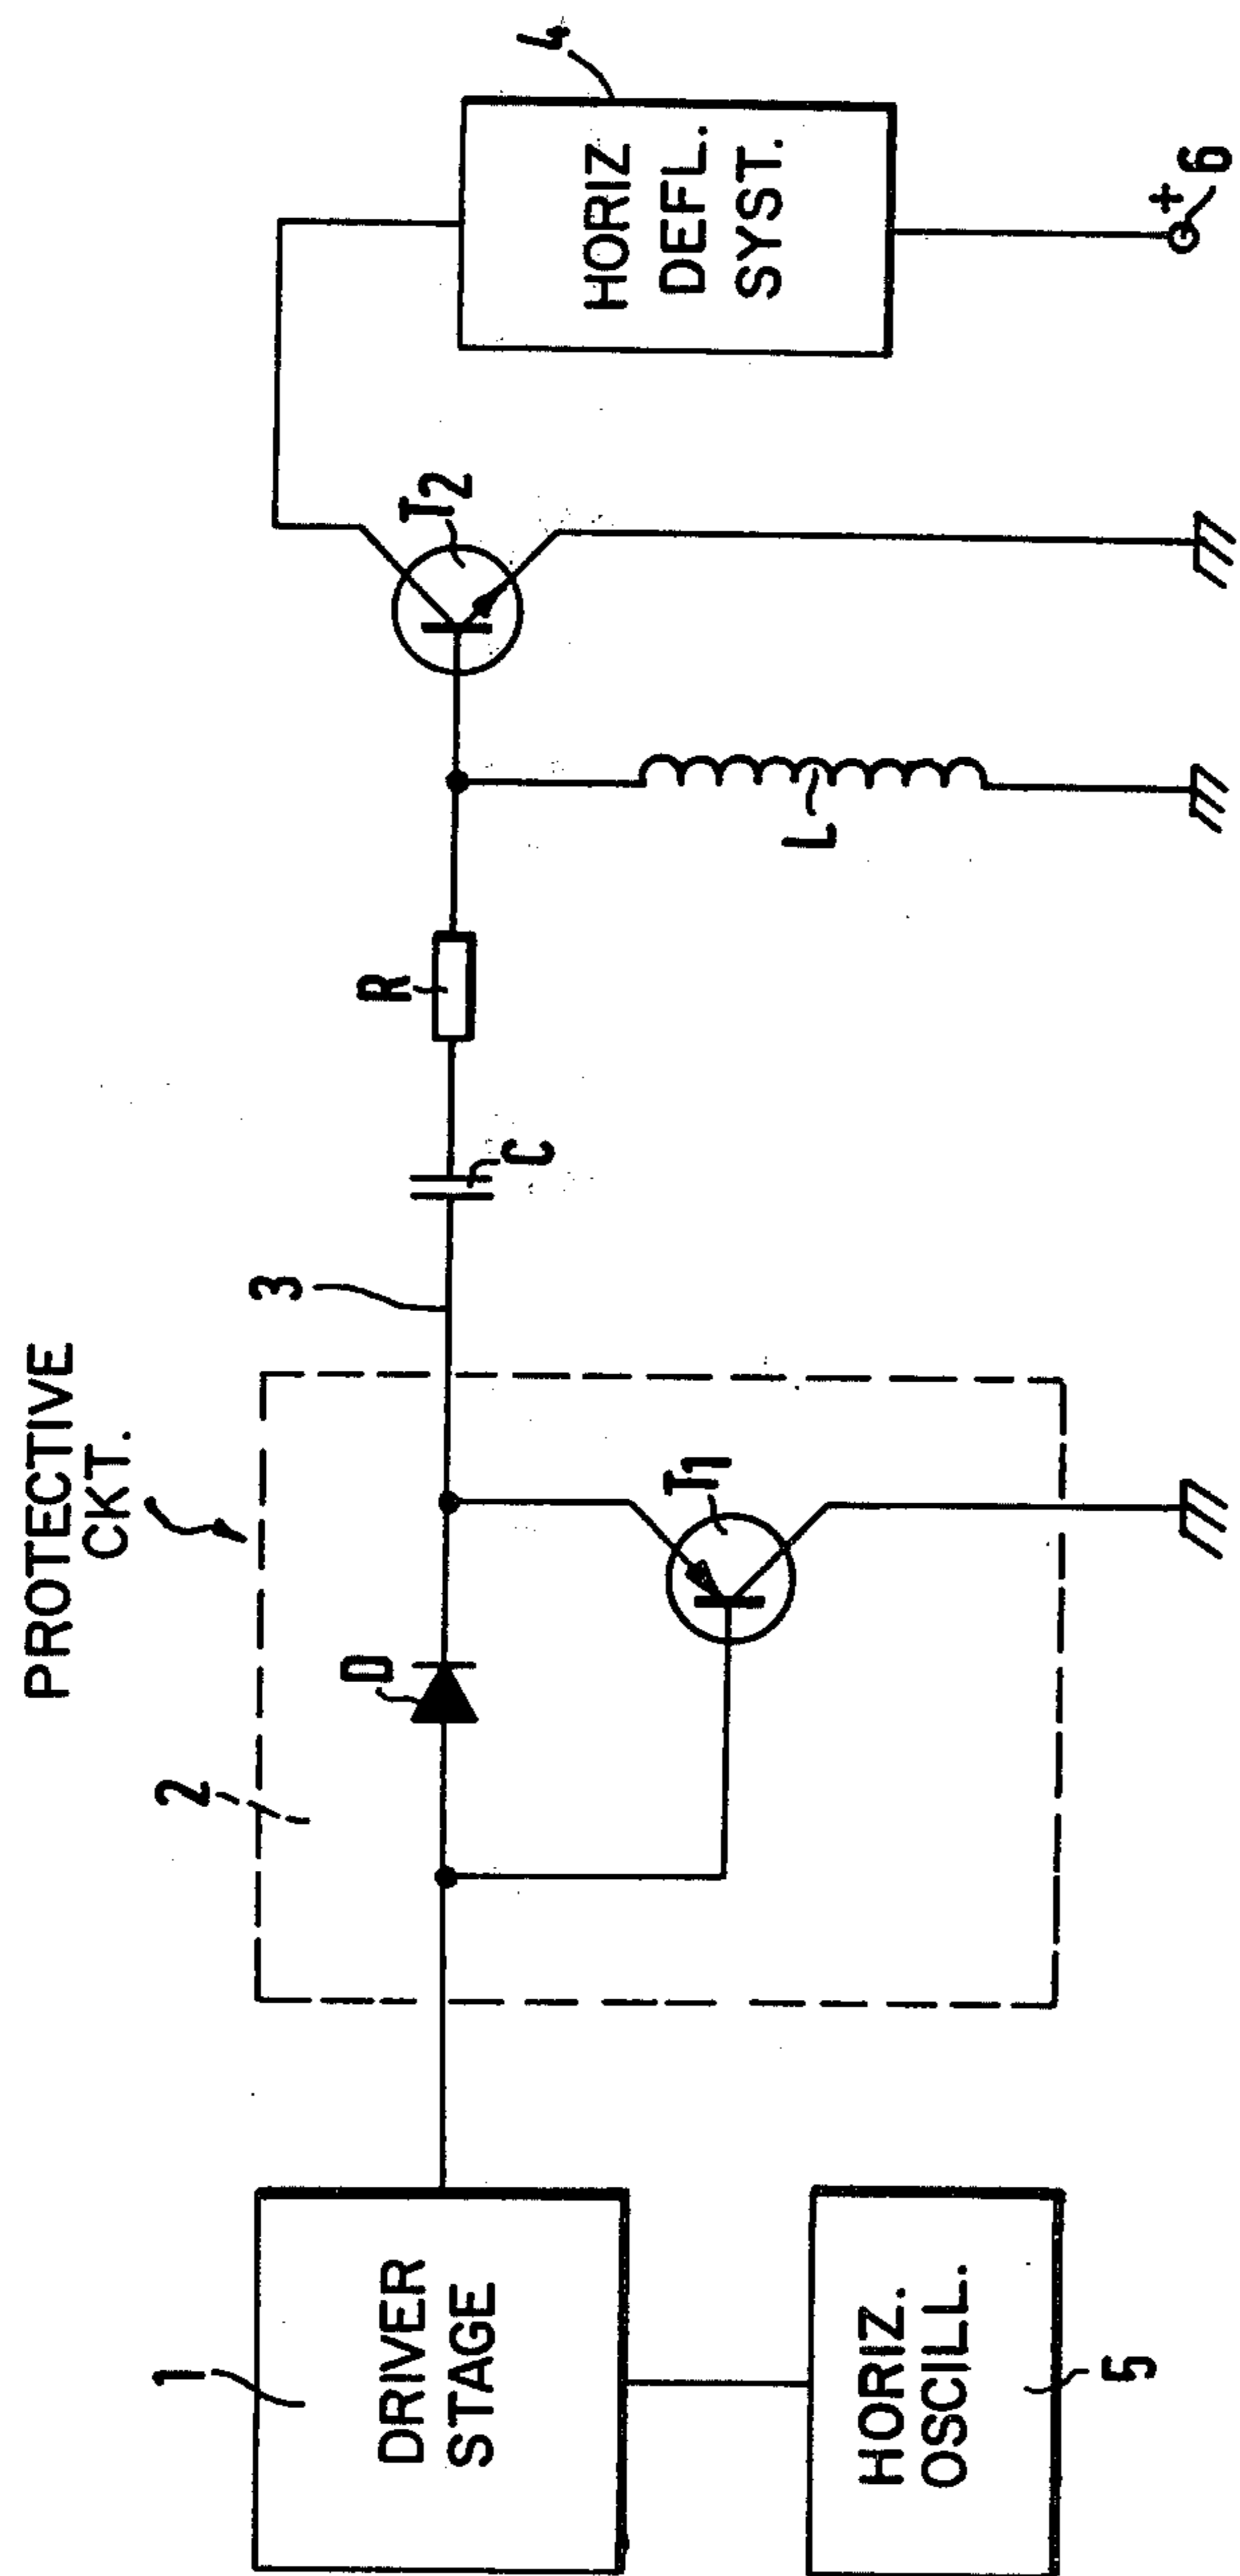 PROTECTIVE
CKT.
1
DRIVER
STAGE
HORIZ.
OSCILL.
5
2
D
T1
3
C
R
L
T2
4
HORIZ
DEFL.
SYST.
+
6